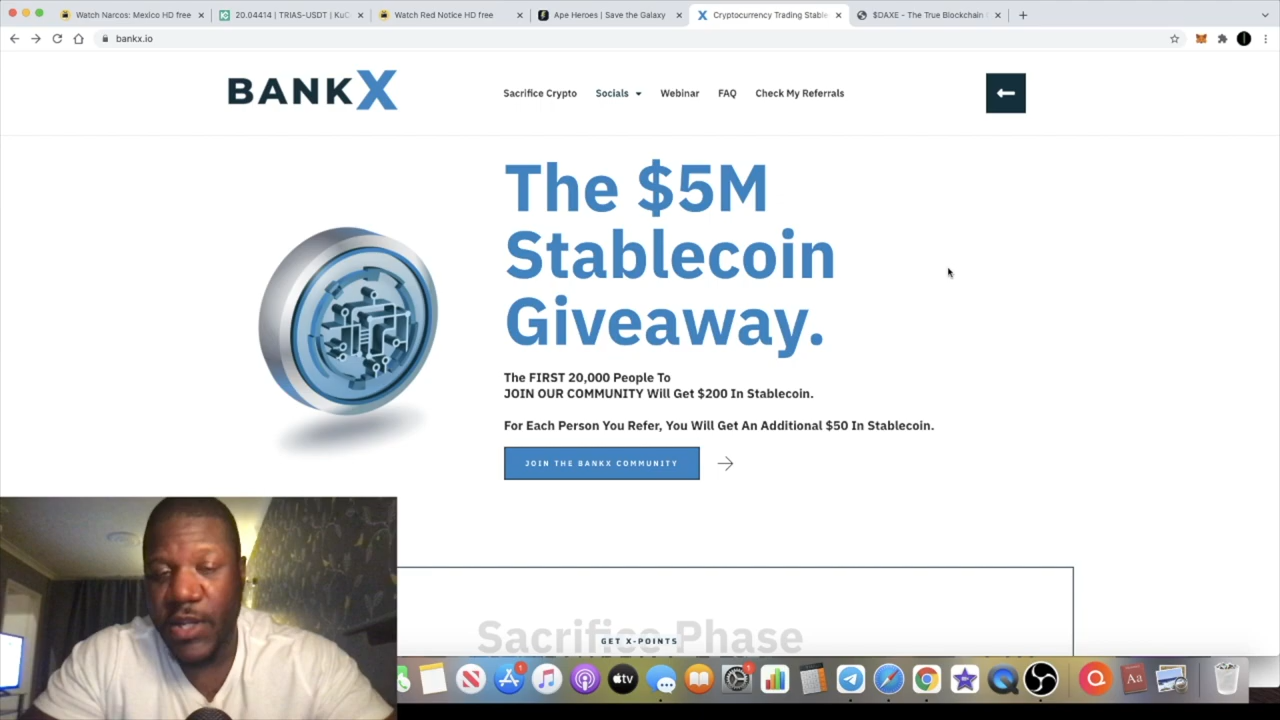 Watch Narcos: Mexico HD free
20.04414 | TRIAS-USDT | KuC
Watch Red Notice HD free
Ape Heroes | Save the Galaxy
Cryptocurrency Trading Stable
$DAXE - The True Blockchain
bankx.io
BANKX
Sacrifice Crypto
Socials
Webinar
FAQ
Check My Referrals
The $5M
Stablecoin
Giveaway.
The FIRST 20,000 People To
JOIN OUR COMMUNITY Will Get $200 In Stablecoin.
For Each Person You Refer, You Will Get An Additional $50 In Stablecoin.
JOIN THE BANKX COMMUNITY
Sacrifice Phase
GET X-POINTS
1
tv
1
Aa